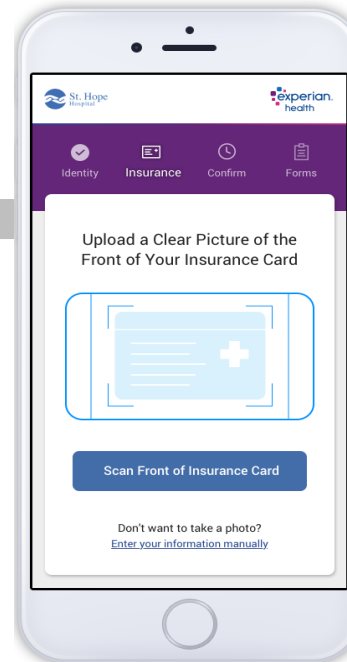 St. Hope
Hospital
experian.
health
Identity
Insurance
Confirm
Forms
Upload a Clear Picture of the
Front of Your Insurance Card
Scan Front of Insurance Card
Don't want to take a photo?
Enter your information manually